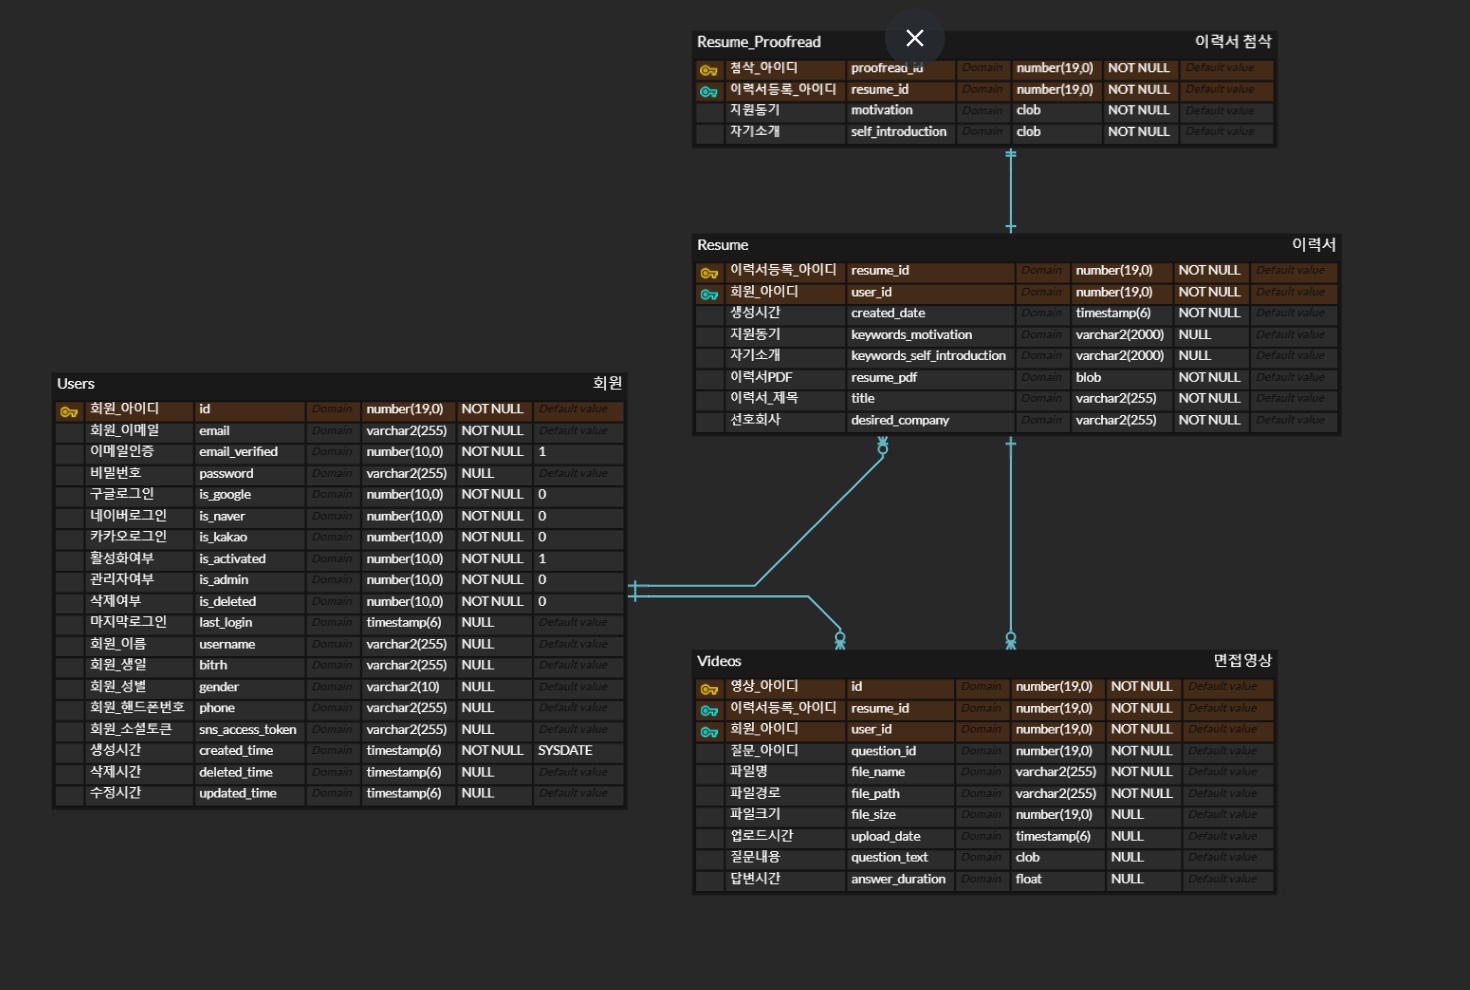 Resume_Proofread 이력서 첨삭
첨삭_아이디 proofread_id Domain number(19,0) NOT NULL Default value
이력서등록_아이디 resume_id Domain number(19,0) NOT NULL Default value
지원동기 motivation Domain clob NOT NULL Default value
자기소개 self_introduction Domain clob NOT NULL Default value
Resume 이력서
이력서등록_아이디 resume_id Domain number(19,0) NOT NULL Default value
회원_아이디 user_id Domain number(19,0) NOT NULL Default value
생성시간 created_date Domain timestamp(6) NOT NULL Default value
지원동기 keywords_motivation Domain varchar2(2000) NULL Default value
자기소개 keywords_self_introduction Domain varchar2(2000) NULL Default value
이력서PDF resume_pdf Domain blob NOT NULL Default value
이력서_제목 title Domain varchar2(255) NOT NULL Default value
선호회사 desired_company Domain varchar2(255) NOT NULL Default value
Users 회원
회원_아이디 id Domain number(19,0) NOT NULL Default value
회원_이메일 email Domain varchar2(255) NOT NULL Default value
이메일인증 email_verified Domain number(10,0) NOT NULL 1
비밀번호 password Domain varchar2(255) NULL Default value
구글로그인 is_google Domain number(10,0) NOT NULL 0
네이버로그인 is_naver Domain number(10,0) NOT NULL 0
카카오로그인 is_kakao Domain number(10,0) NOT NULL 0
활성화여부 is_activated Domain number(10,0) NOT NULL 1
관리자여부 is_admin Domain number(10,0) NOT NULL 0
삭제여부 is_deleted Domain number(10,0) NOT NULL 0
마지막로그인 last_login Domain timestamp(6) NULL Default value
회원_이름 username Domain varchar2(255) NULL Default value
회원_생일 bitrh Domain varchar2(255) NULL Default value
회원_성별 gender Domain varchar2(10) NULL Default value
회원_핸드폰번호 phone Domain varchar2(255) NULL Default value
회원_소셜토큰 sns_access_token Domain varchar2(255) NULL Default value
생성시간 created_time Domain timestamp(6) NOT NULL SYSDATE
삭제시간 deleted_time Domain timestamp(6) NULL Default value
수정시간 updated_time Domain timestamp(6) NULL Default value
Videos 면접영상
영상_아이디 id Domain number(19,0) NOT NULL Default value
이력서등록_아이디 resume_id Domain number(19,0) NOT NULL Default value
회원_아이디 user_id Domain number(19,0) NOT NULL Default value
질문_아이디 question_id Domain number(19,0) NOT NULL Default value
파일명 file_name Domain varchar2(255) NOT NULL Default value
파일경로 file_path Domain varchar2(255) NOT NULL Default value
파일크기 file_size Domain number(19,0) NULL Default value
업로드시간 upload_date Domain timestamp(6) NULL Default value
질문내용 question_text Domain clob NULL Default value
답변시간 answer_duration Domain float NULL Default value